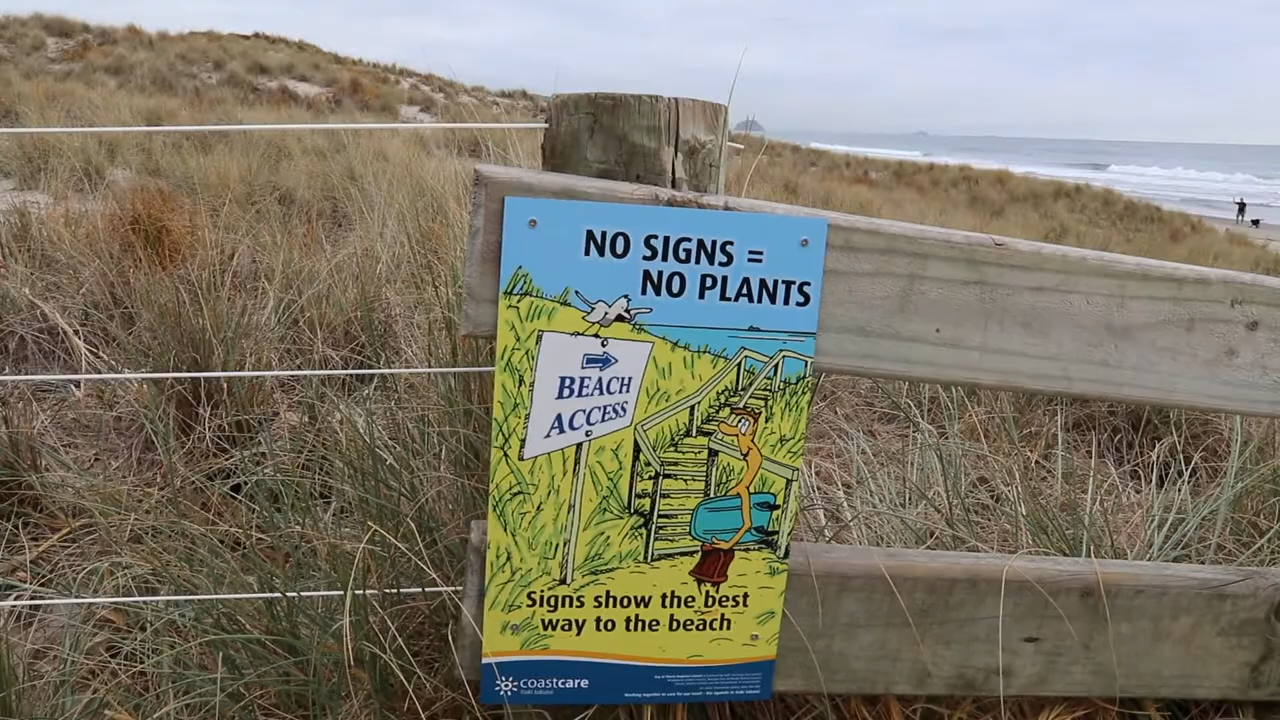 NO SIGNS =
NO PLANTS
BEACH
ACCESS
Signs show the best
way to the beach
coastcare